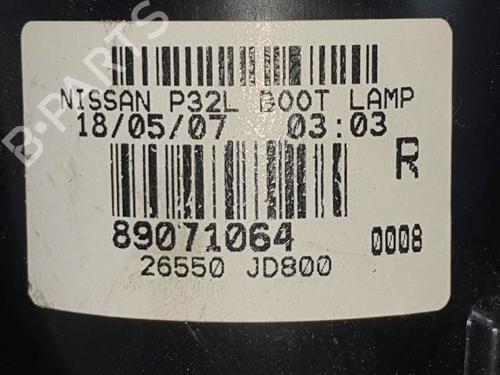 NISSAN P32L BOOT LAMP
18/05/07 03:03
R
89071064 0008
26550 JD800
B-PARTS